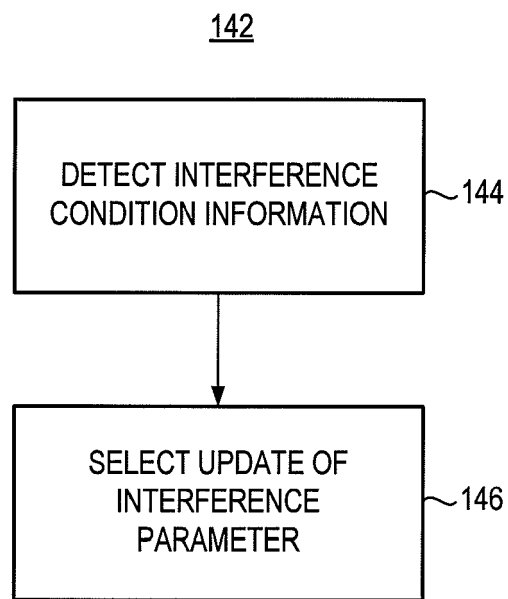 142
DETECT INTERFERENCE
CONDITION INFORMATION
144
SELECT UPDATE OF
INTERFERENCE
PARAMETER
146